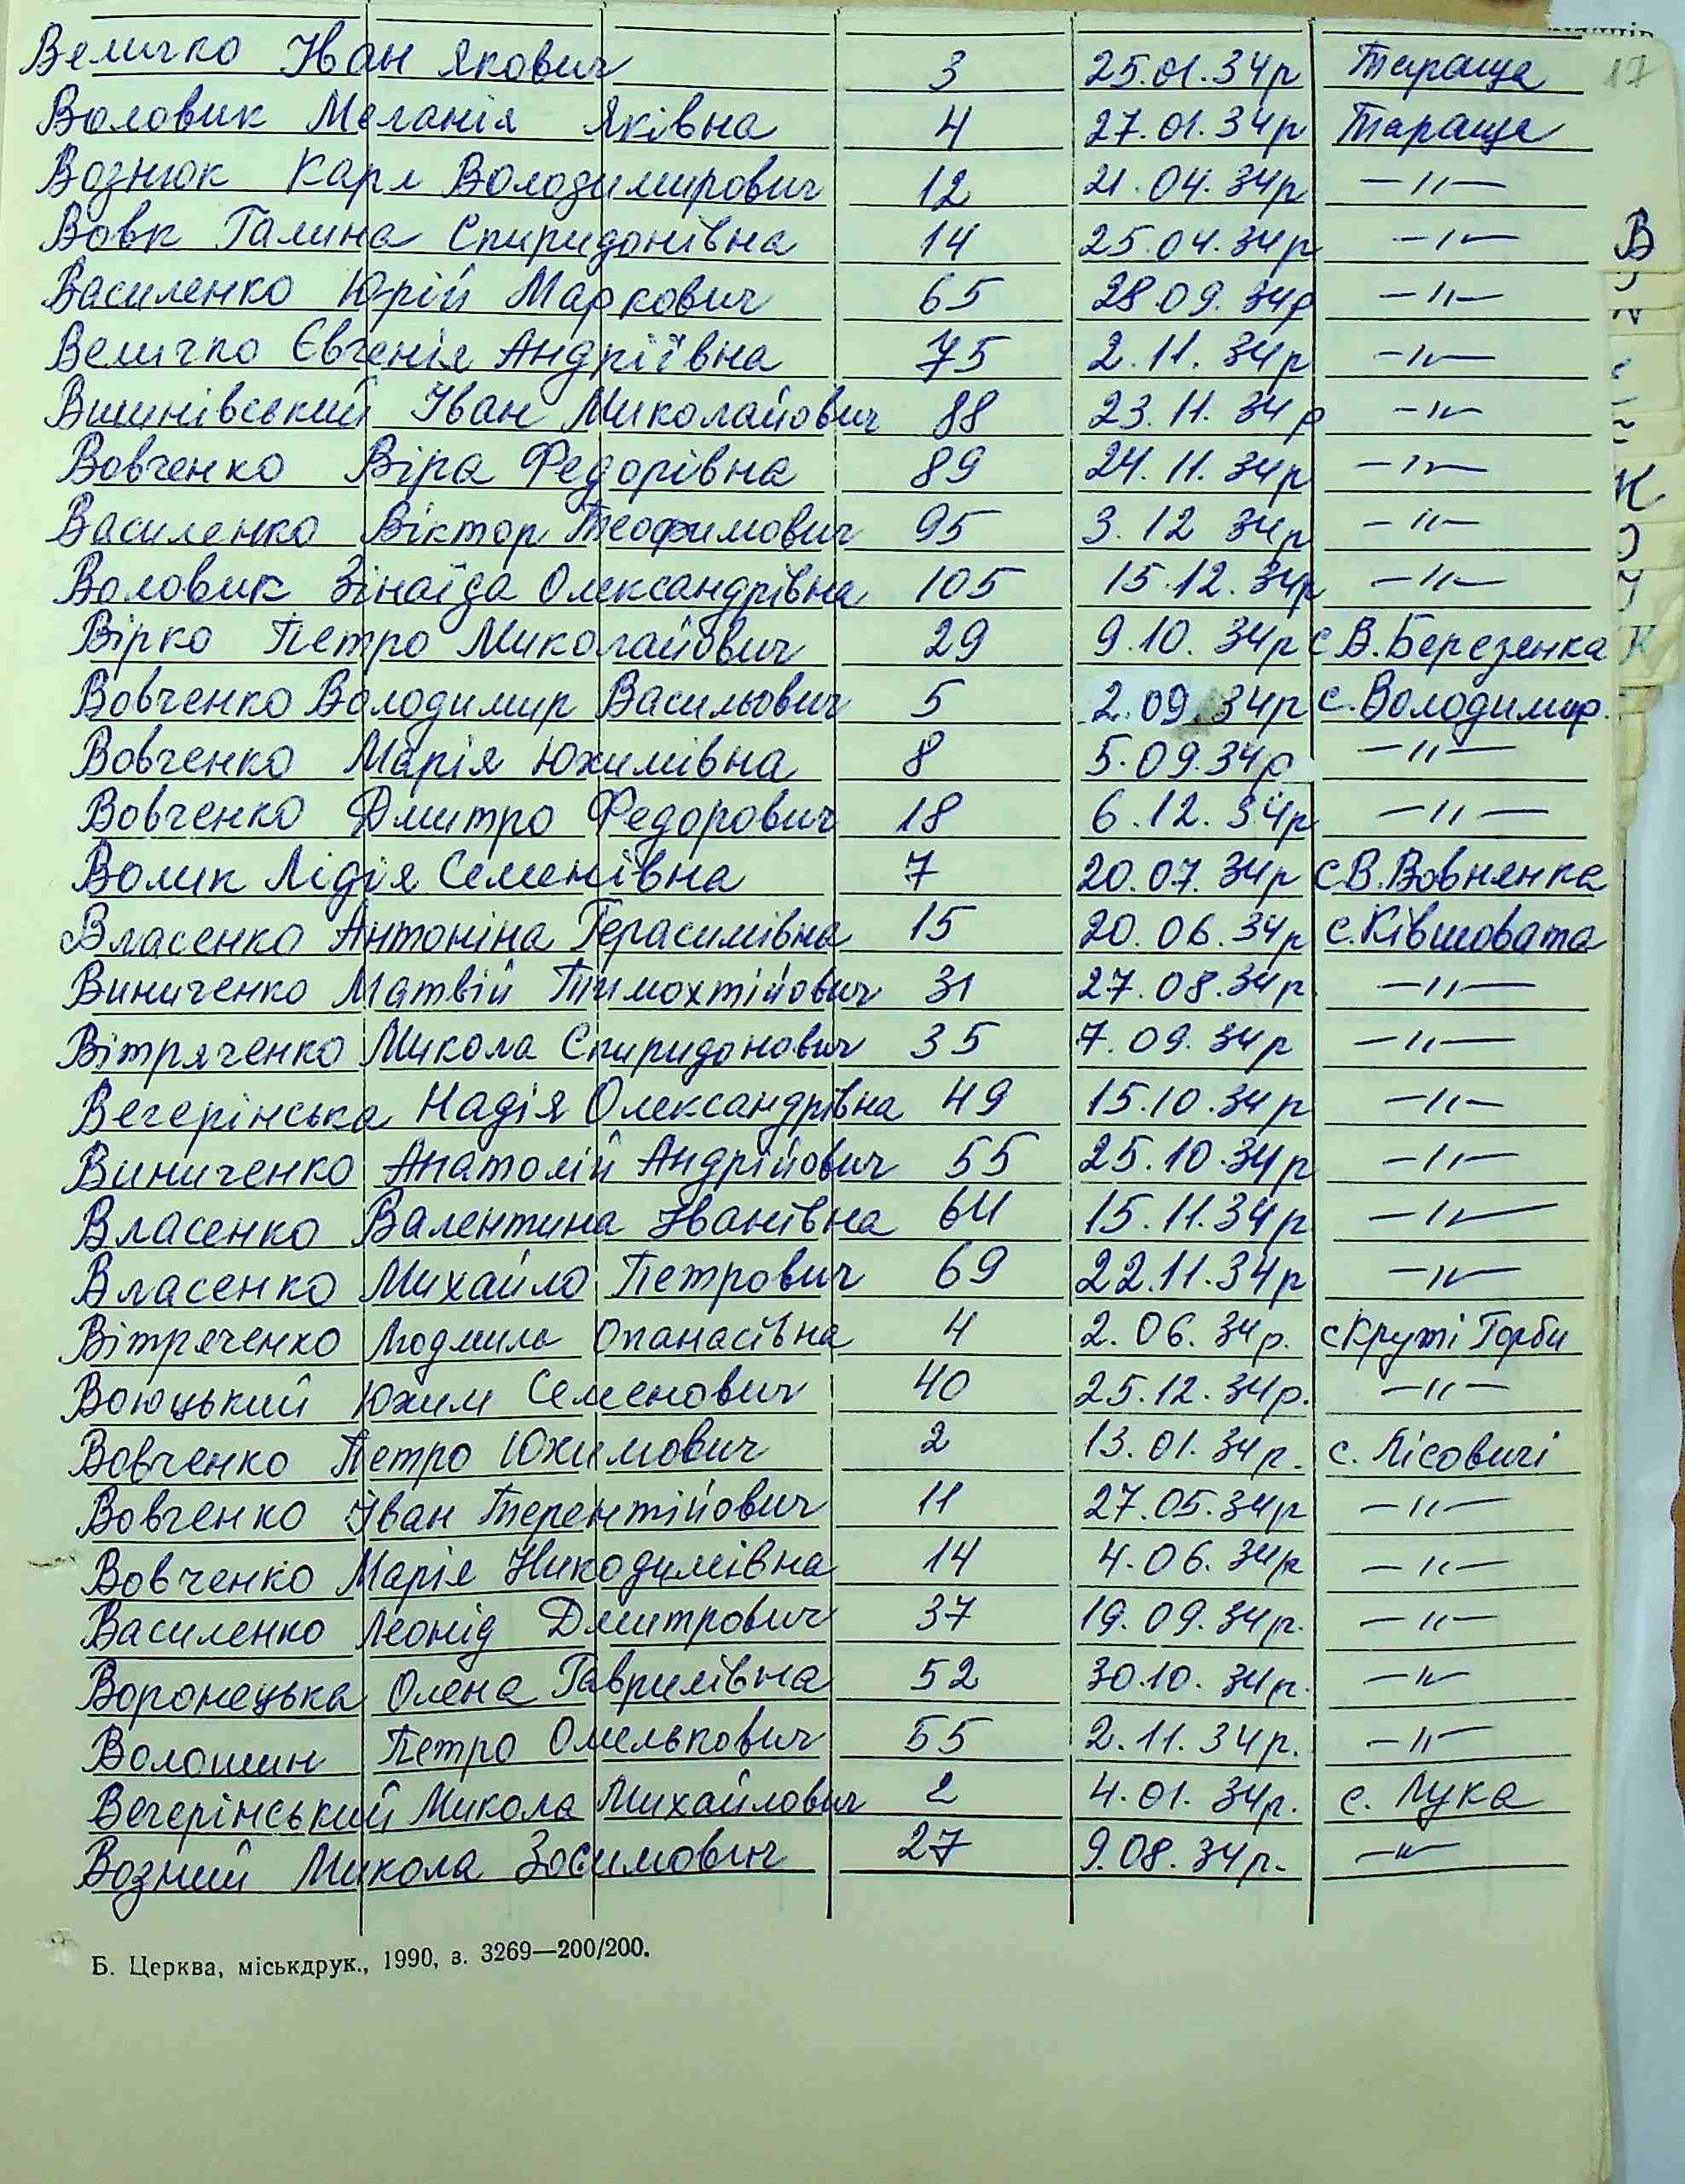 17
Величко Іван Якович 3 25.01.34р Тараща
Воловик Меланія Яківна 4 27.01.34р Тараща
Вознюк Карл Володимирович 12 21.04.34р —"—
Вовк Галина Спиридонівна 14 25.04.34р —"—
В
Василенко Юрій Маркович 65 28.09.34р —"—
Величко Євгенія Андріївна 75 2.11.34р —"—
Вишнівський Іван Миколайович 88 23.11.34р —"—
Вовченко Віра Федорівна 89 24.11.34р —"—
Василенко Віктор Теофимович 95 3.12 34р —"—
Воловик Зінаїда Олександрівна 105 15.12.34р —"—
Вірко Петро Миколайович 29 9.10.34р с В.Березенка
Вовченко Володимир Васильович 5 2.09.34р с.Володимир.
Вовченко Марія Юхимівна 8 5.09.34р —"—
Вовченко Дмитро Федорович 18 6.12.34р —"—
Волик Лідія Семенівна 7 20.07.34р с В.Вовнянка
Власенко Антоніна Герасимівна 15 20.06.34р с.Ківшовата
Виниченко Матвій Тимохтійович 31 27.08.34р —"—
Вітряченко Микола Спиридонович 35 7.09.34р —"—
Вечерінська Надія Олександрівна 49 15.10.34р —"—
Виниченко Анатолій Андрійович 55 25.10.34р —"—
Власенко Валентина Іванівна 64 15.11.34р —"—
Власенко Михайло Петрович 69 22.11.34р —"—
Вітряченко Людмила Опанасівна 4 2.06.34р. с Круті Горби
Воюцький Юхим Семенович 40 25.12.34р. —"—
Вовченко Петро Юхимович 2 13.01.34р. с. Лісовичі
Вовченко Іван Терентійович 11 27.05.34р —"—
Вовченко Марія Никодимівна 14 4.06.34р —"—
Василенко Леонід Дмитрович 37 19.09.34р. —"—
Воронецька Олена Гаврилівна 52 30.10.34р. —"—
Волошин Петро Омелькович 55 2.11.34р. —"—
Вечерінський Микола Михайлович 2 4.01.34р. с. Лука
Возний Микола Зосимович 27 9.08.34р. —"—
Б. Церква, міськдрук., 1990, з. 3269—200/200.